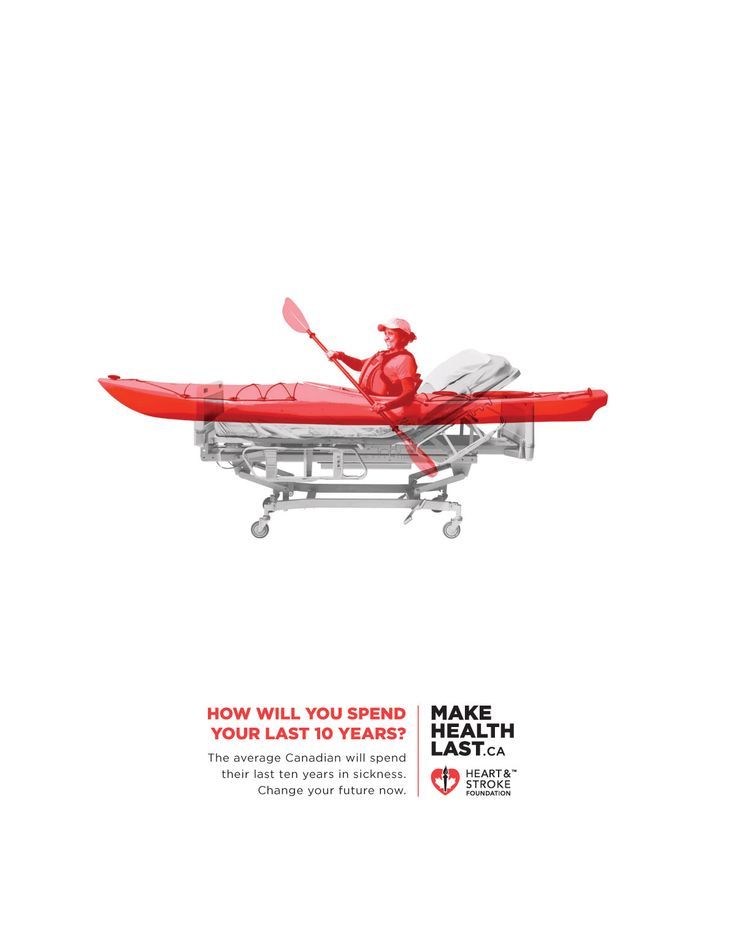 HOW WILL YOU SPEND
YOUR LAST 10 YEARS?
The average Canadian will spend
their last ten years in sickness.
Change your future now.
MAKE
HEALTH
LAST.CA
HEART&™
STROKE
FOUNDATION